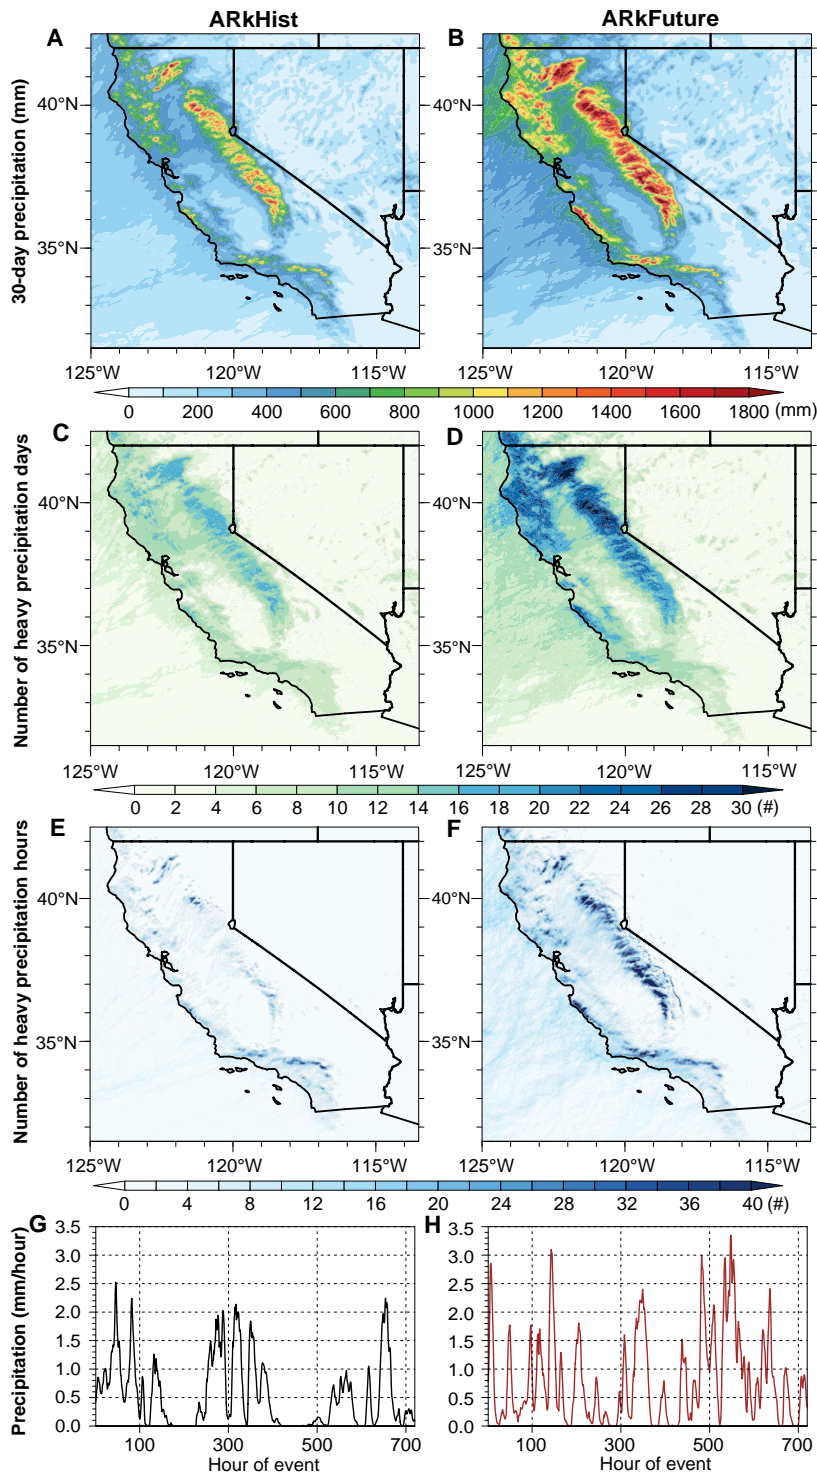 ARkHist
ARkFuture
A
B
30-day precipitation (mm)
40°N
35°N
125°W
120°W
115°W
125°W
120°W
115°W
0 200 400 600 800 1000 1200 1400 1600 1800 (mm)
C
D
Number of heavy precipitation days
40°N
35°N
125°W
120°W
115°W
125°W
120°W
115°W
0 2 4 6 8 10 12 14 16 18 20 22 24 26 28 30 (#)
E
F
Number of heavy precipitation hours
40°N
35°N
125°W
120°W
115°W
125°W
120°W
115°W
0 4 8 12 16 20 24 28 32 36 40 (#)
G
H
Precipitation (mm/hour)
3.5
3.0
2.5
2.0
1.5
1.0
0.5
0.0
100 300 500 700
Hour of event
3.5
3.0
2.5
2.0
1.5
1.0
0.5
0.0
100 300 500 700
Hour of event